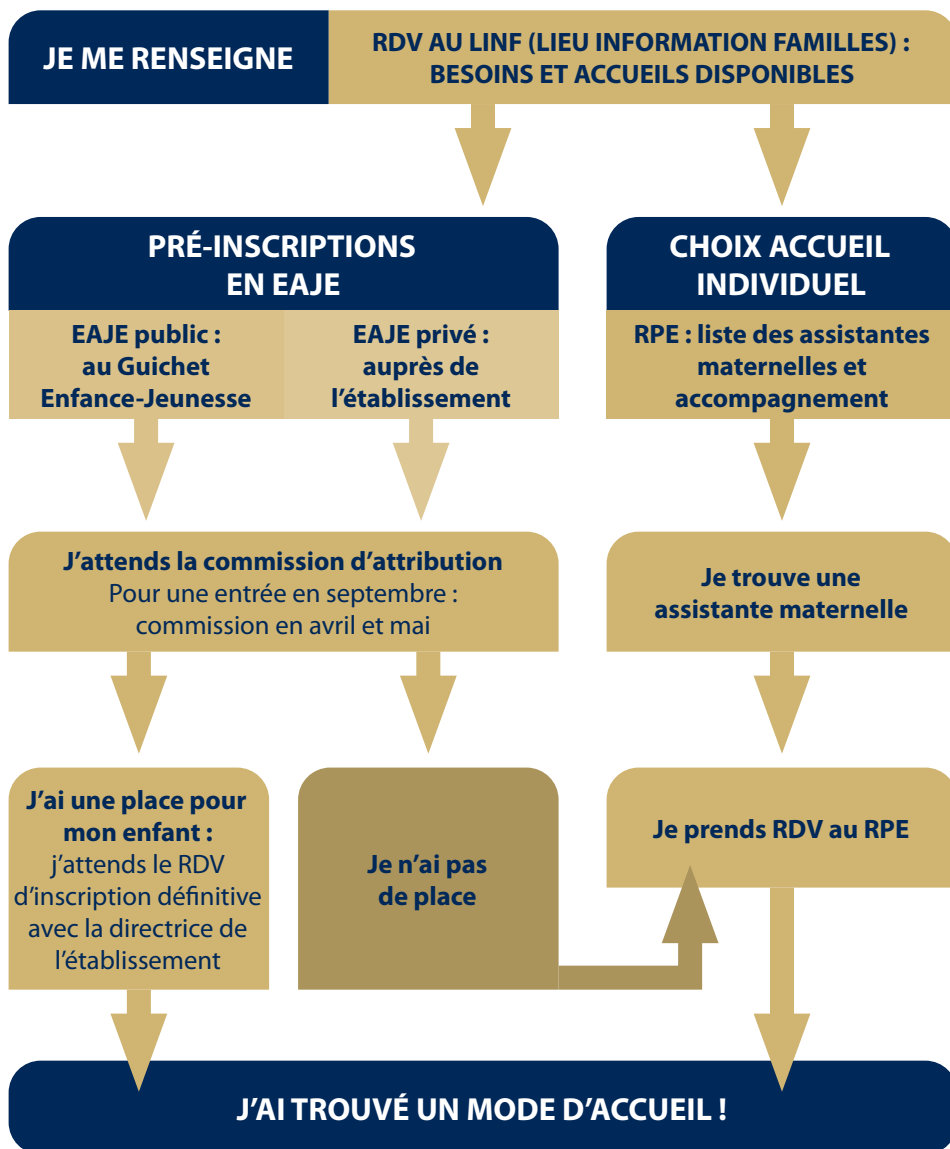 JE ME RENSEIGNE
RDV AU LINF (LIEU INFORMATION FAMILLES) :
BESOINS ET ACCUEILS DISPONIBLES
PRÉ-INSCRIPTIONS
EN EAJE
EAJE public :
au Guichet
Enfance-Jeunesse
EAJE privé :
auprès de
l’établissement
CHOIX ACCUEIL
INDIVIDUEL
RPE : liste des assistantes
maternelles et
accompagnement
J’attends la commission d’attribution
Pour une entrée en septembre :
commission en avril et mai
Je trouve une
assistante maternelle
J’ai une place pour
mon enfant :
j’attends le RDV
d’inscription définitive
avec la directrice de
l’établissement
Je n’ai pas
de place
Je prends RDV au RPE
J’AI TROUVÉ UN MODE D’ACCUEIL !